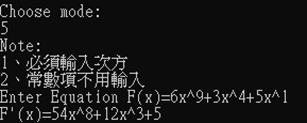 Choose mode:
5
Note:
1、必須輸入次方
2、常數項不用輸入
Enter Equation F(x)=6x^9+3x^4+5x^1
F'(x)=54x^8+12x^3+5